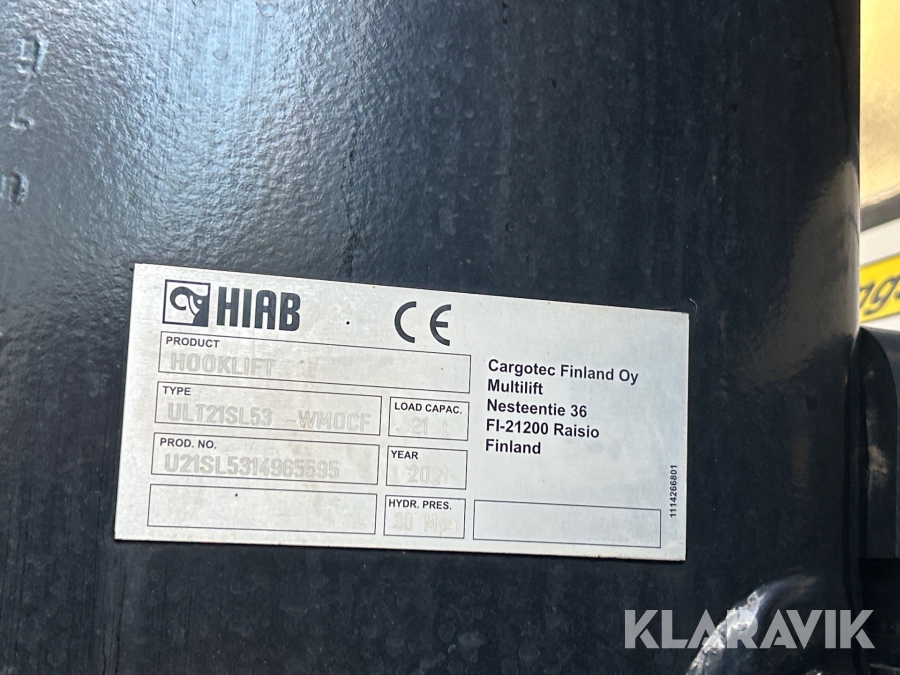 HIAB
CE
PRODUCT
HOOKLIFT
TYPE
ULT21SL53 -WMOCF
LOAD CAPAC.
21 t
PROD. NO.
U21SL5314965595
YEAR
2021
HYDR. PRES.
30 Mpa
Cargotec Finland Oy
Multilift
Nesteentie 36
FI-21200 Raisio
Finland
1114266801
KLARAVIK